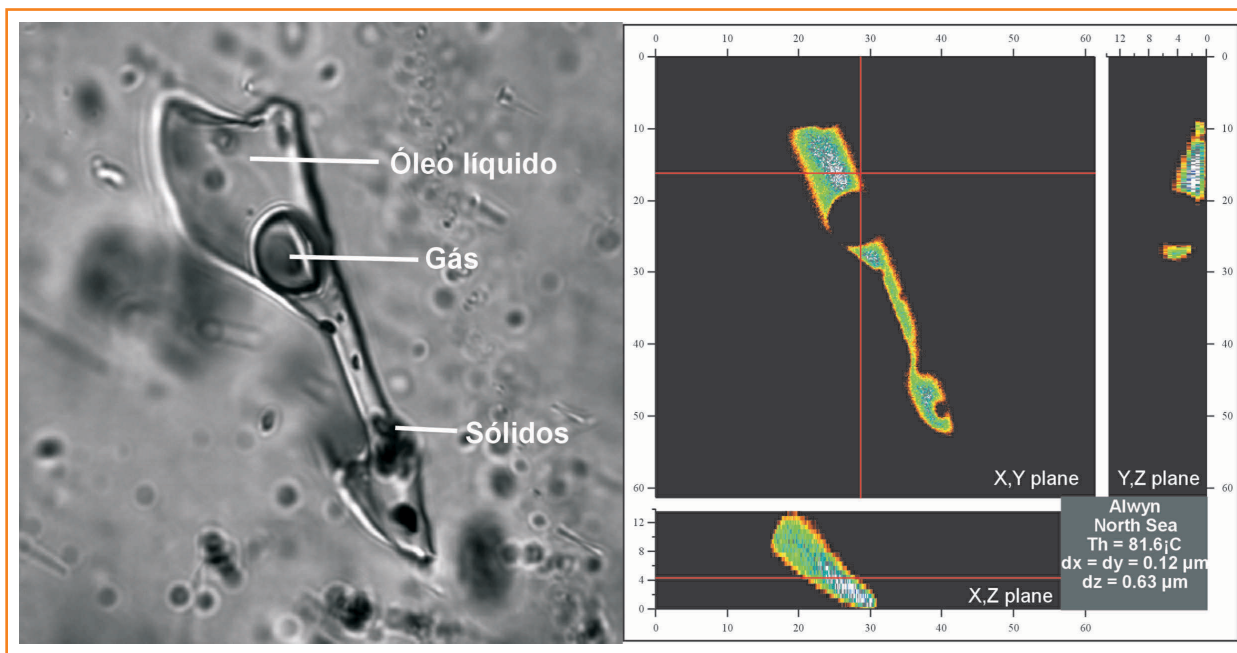 Óleo líquido
Gás
Sólidos
0 10 20 30 40 50 60
12 8 4 0
0
10
20
30
40
50
60
0
10
20
30
40
50
60
X,Y plane
Y,Z plane
12
8
4
0
X,Z plane
0 10 20 30 40 50 60
Alwyn
North Sea
Th = 81.6¡C
dx = dy = 0.12 µm
dz = 0.63 µm